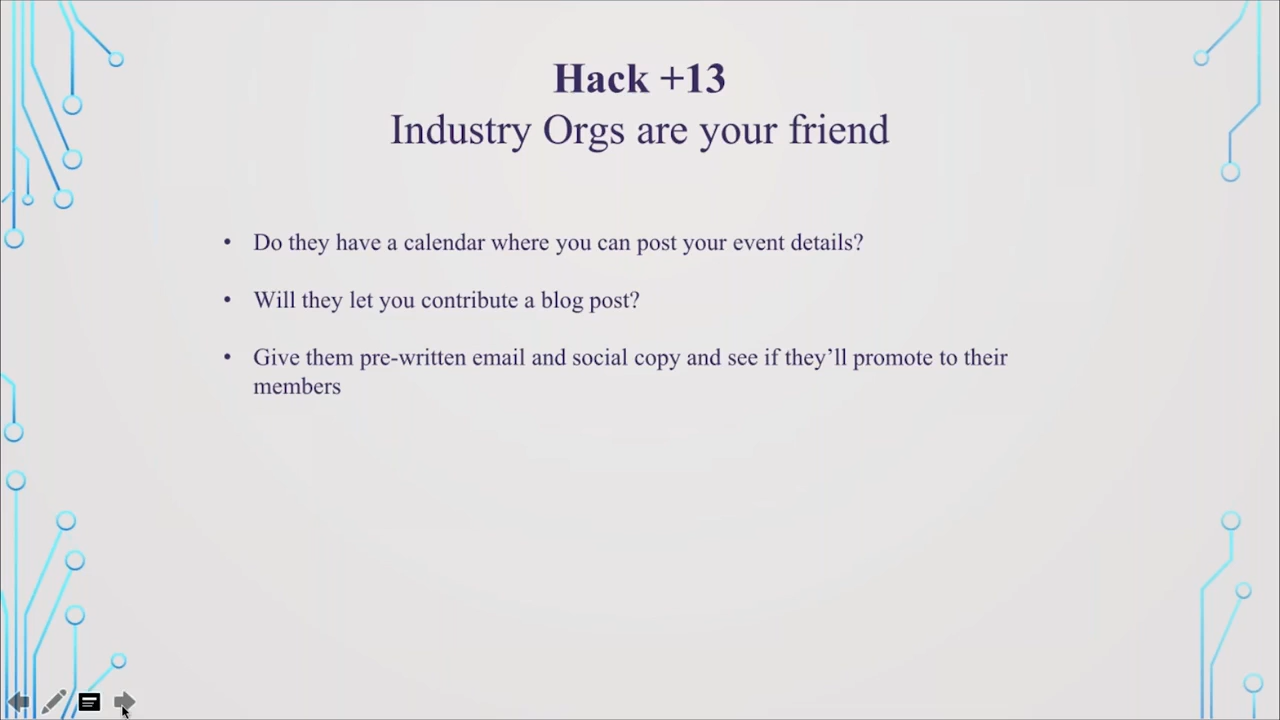 Hack +13
Industry Orgs are your friend
• Do they have a calendar where you can post your event details?
• Will they let you contribute a blog post?
• Give them pre-written email and social copy and see if they’ll promote to their
members